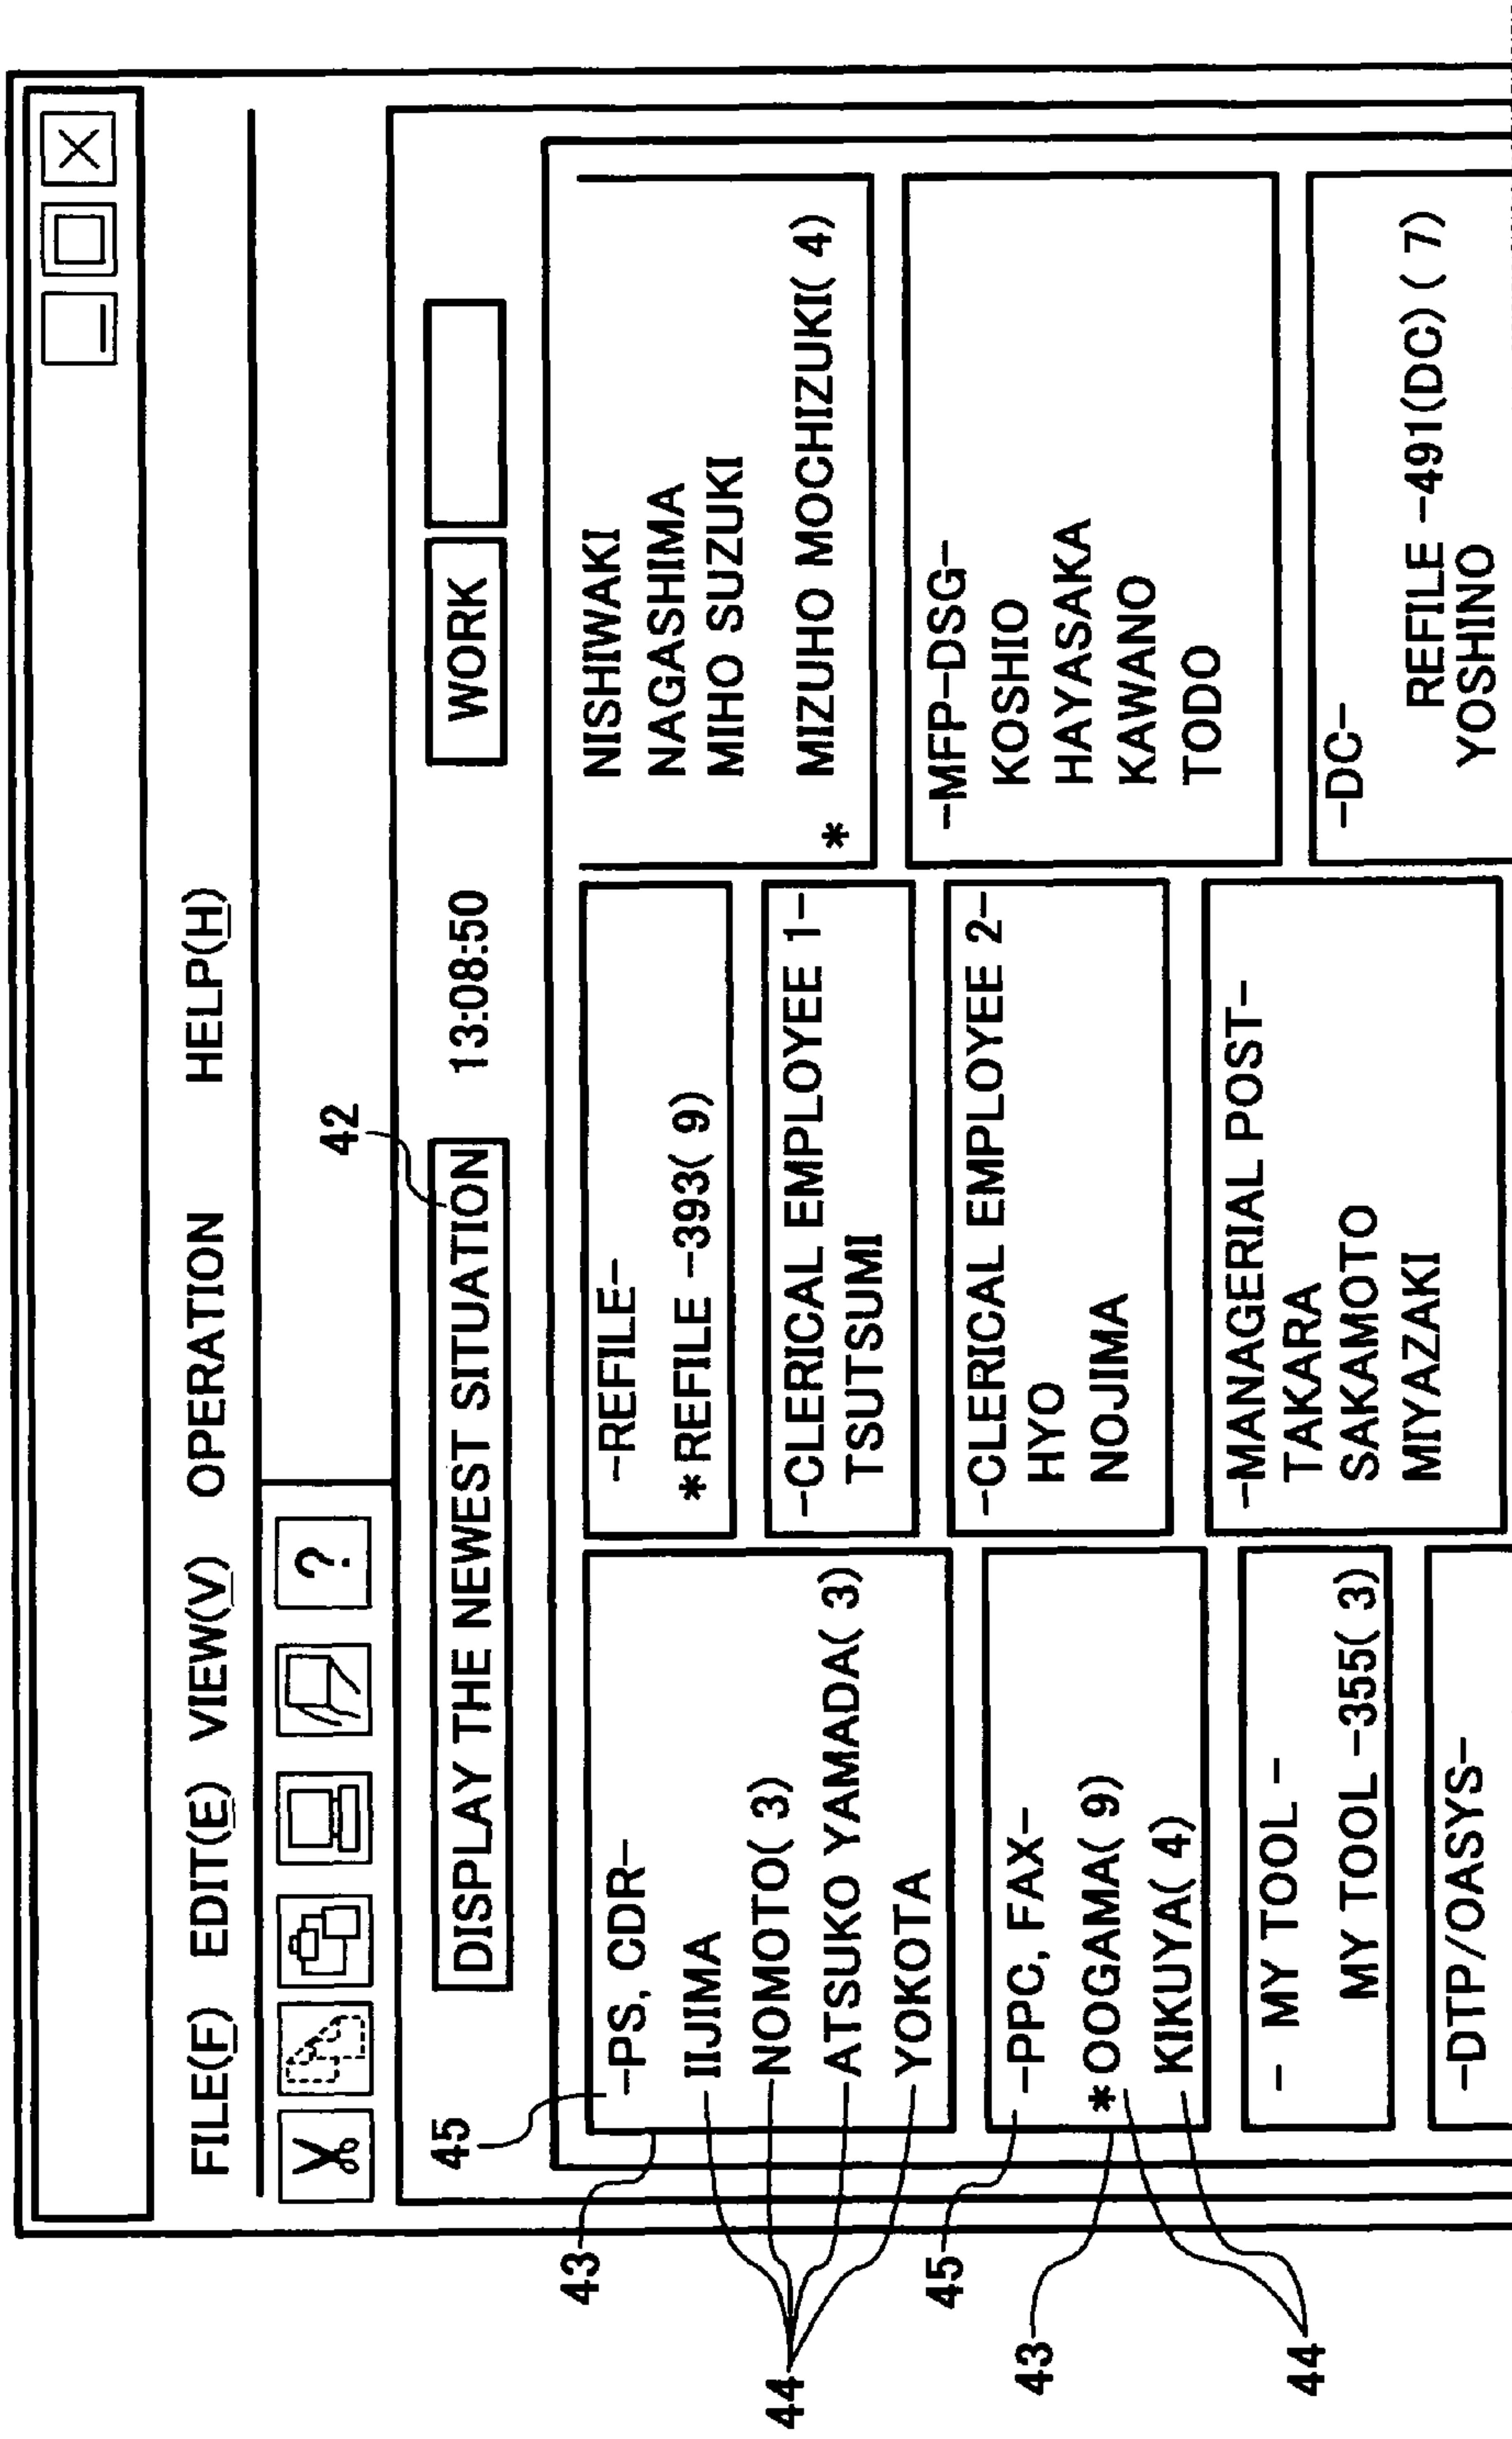 FILE(F) EDIT(E) VIEW(V) OPERATION HELP(H)
?
42
45
DISPLAY THE NEWEST SITUATION 13:08:50 WORK
43
-PS, CDR-
IIJIMA
NOMOTO( 3)
ATSUKO YAMADA( 3)
YOKOTA
44
45
-PPC, FAX-
43
*OOGAMA( 9)
KIKUYA( 4)
44
- MY TOOL -
MY TOOL -355( 3)
-DTP/OASYS-
-REFILE-
*REFILE -393( 9)
-CLERICAL EMPLOYEE 1-
TSUTSUMI
-CLERICAL EMPLOYEE 2-
HYO
NOJIMA
-MANAGERIAL POST-
TAKARA
SAKAMOTO
MIYAZAKI
NISHIWAKI
NAGASHIMA
MIHO SUZUKI
* MIZUHO MOCHIZUKI( 4)
-MFP-DSG-
KOSHIO
HAYASAKA
KAWANO
TODO
-DC-
REFILE -491(DC) ( 7)
YOSHINO